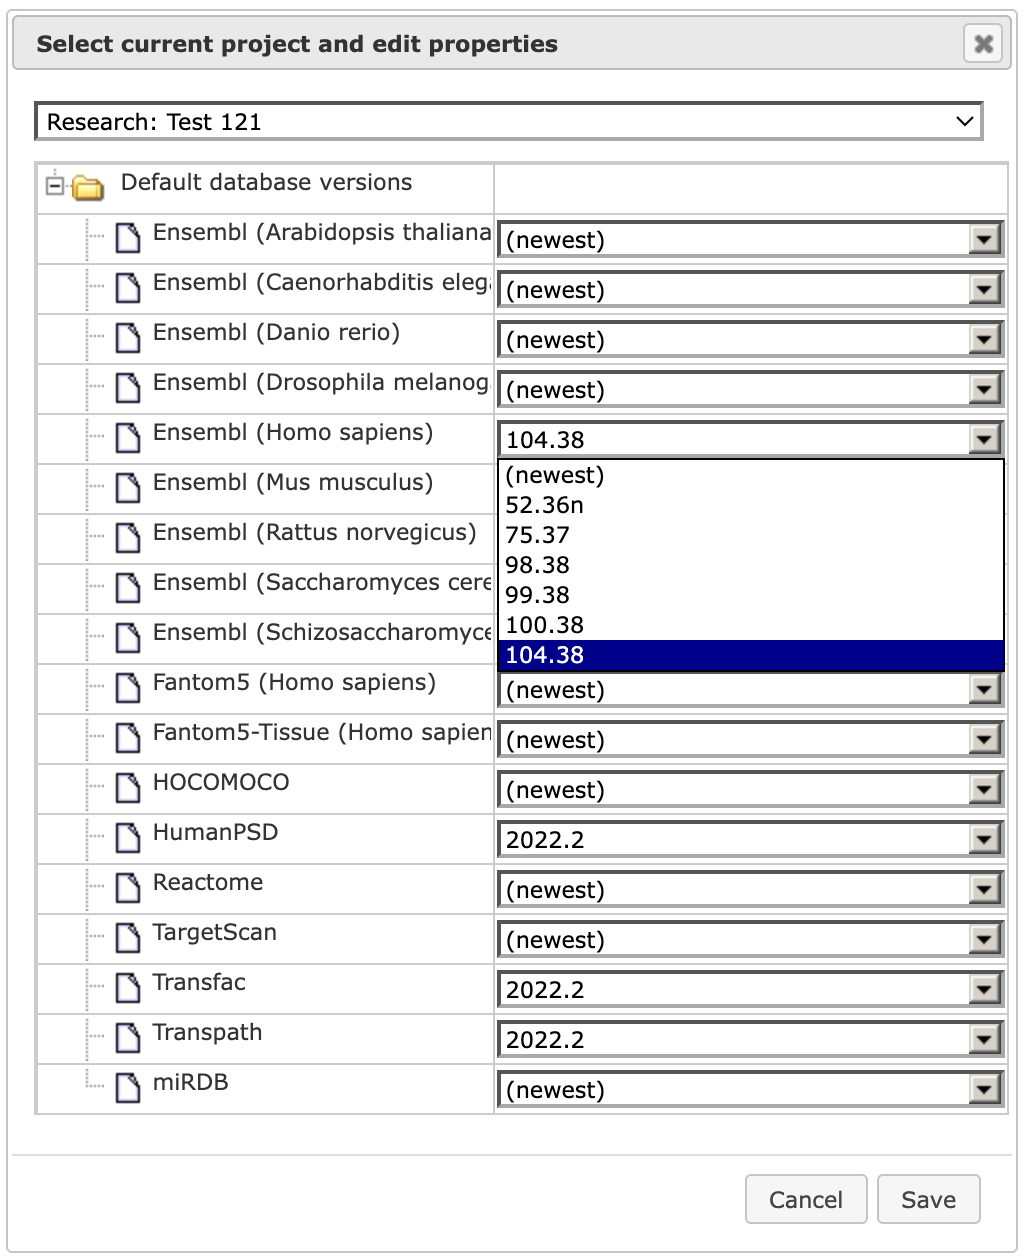 Select current project and edit properties
Research: Test 121
Default database versions
Ensembl (Arabidopsis thaliana (newest)
Ensembl (Caenorhabditis eleg (newest)
Ensembl (Danio rerio) (newest)
Ensembl (Drosophila melanog (newest)
Ensembl (Homo sapiens) 104.38
(newest)
Ensembl (Mus musculus)
52.36n
75.37
Ensembl (Rattus norvegicus)
98.38
Ensembl (Saccharomyces cere
99.38
100.38
Ensembl (Schizosaccharomyce
104.38
Fantom5 (Homo sapiens) (newest)
Fantom5-Tissue (Homo sapien (newest)
HOCOMOCO (newest)
HumanPSD 2022.2
Reactome (newest)
TargetScan (newest)
Transfac 2022.2
Transpath 2022.2
miRDB (newest)
Cancel Save